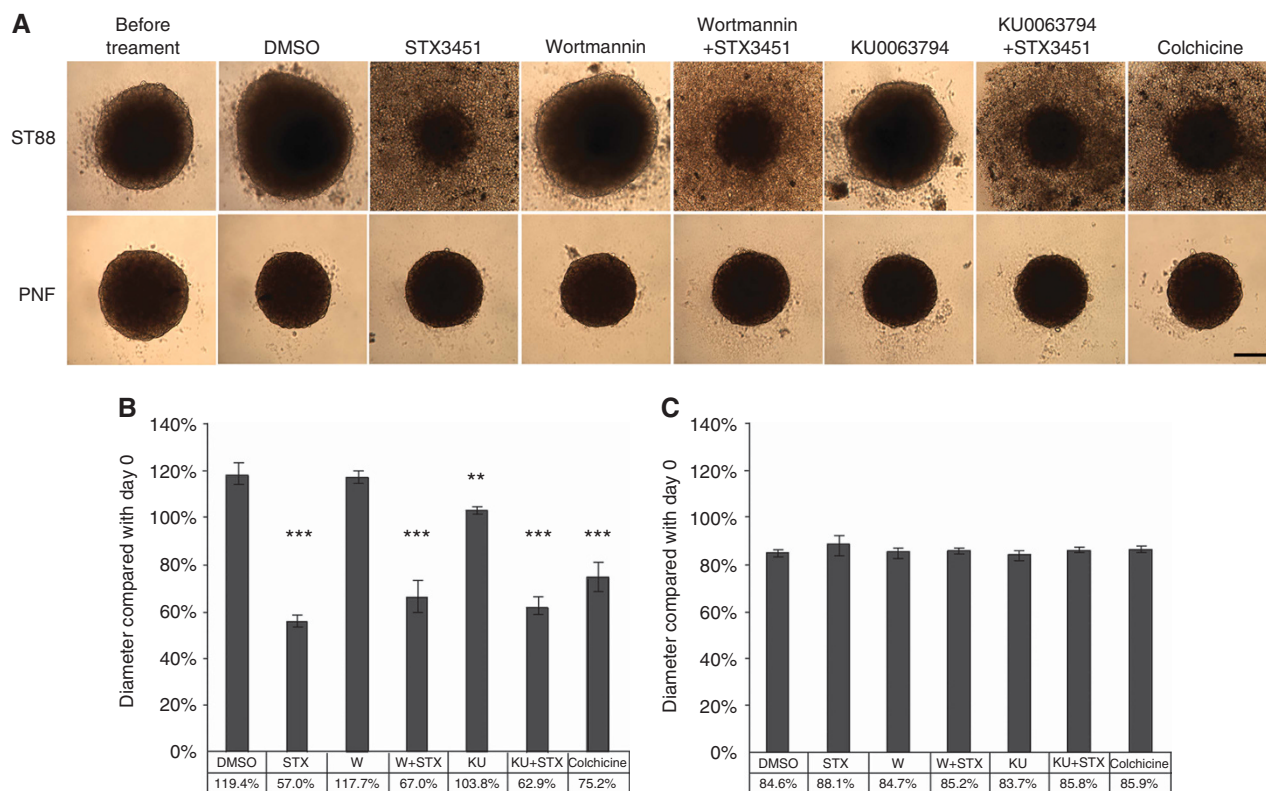 A
Before
treament
DMSO
STX3451
Wortmannin
Wortmannin
+STX3451
KU0063794
KU0063794
+STX3451
Colchicine
ST88
PNF
B
Diameter compared with day 0
140%
120%
100%
80%
60%
40%
20%
0%
***
***
**
***
***
DMSO STX W W+STX KU KU+STX Colchicine
119.4% 57.0% 117.7% 67.0% 103.8% 62.9% 75.2%
C
Diameter compared with day 0
140%
120%
100%
80%
60%
40%
20%
0%
DMSO STX W W+STX KU KU+STX Colchicine
84.6% 88.1% 84.7% 85.2% 83.7% 85.8% 85.9%